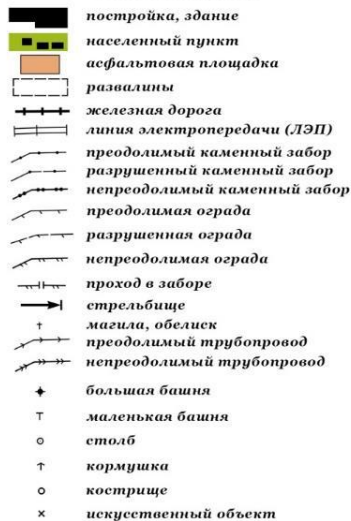 постройка, здание
населенный пункт
асфальтовая площадка
развалины
железная дорога
линия электропередачи (ЛЭП)
преодолимый каменный забор
разрушенный каменный забор
непреодолимый каменный забор
преодолимая ограда
разрушенная ограда
непреодолимая ограда
проход в заборе
стрельбище
магила, обелиск
преодолимый трубопровод
непреодолимый трубопровод
большая башня
маленькая башня
столб
кормушка
кострище
искусственный объект